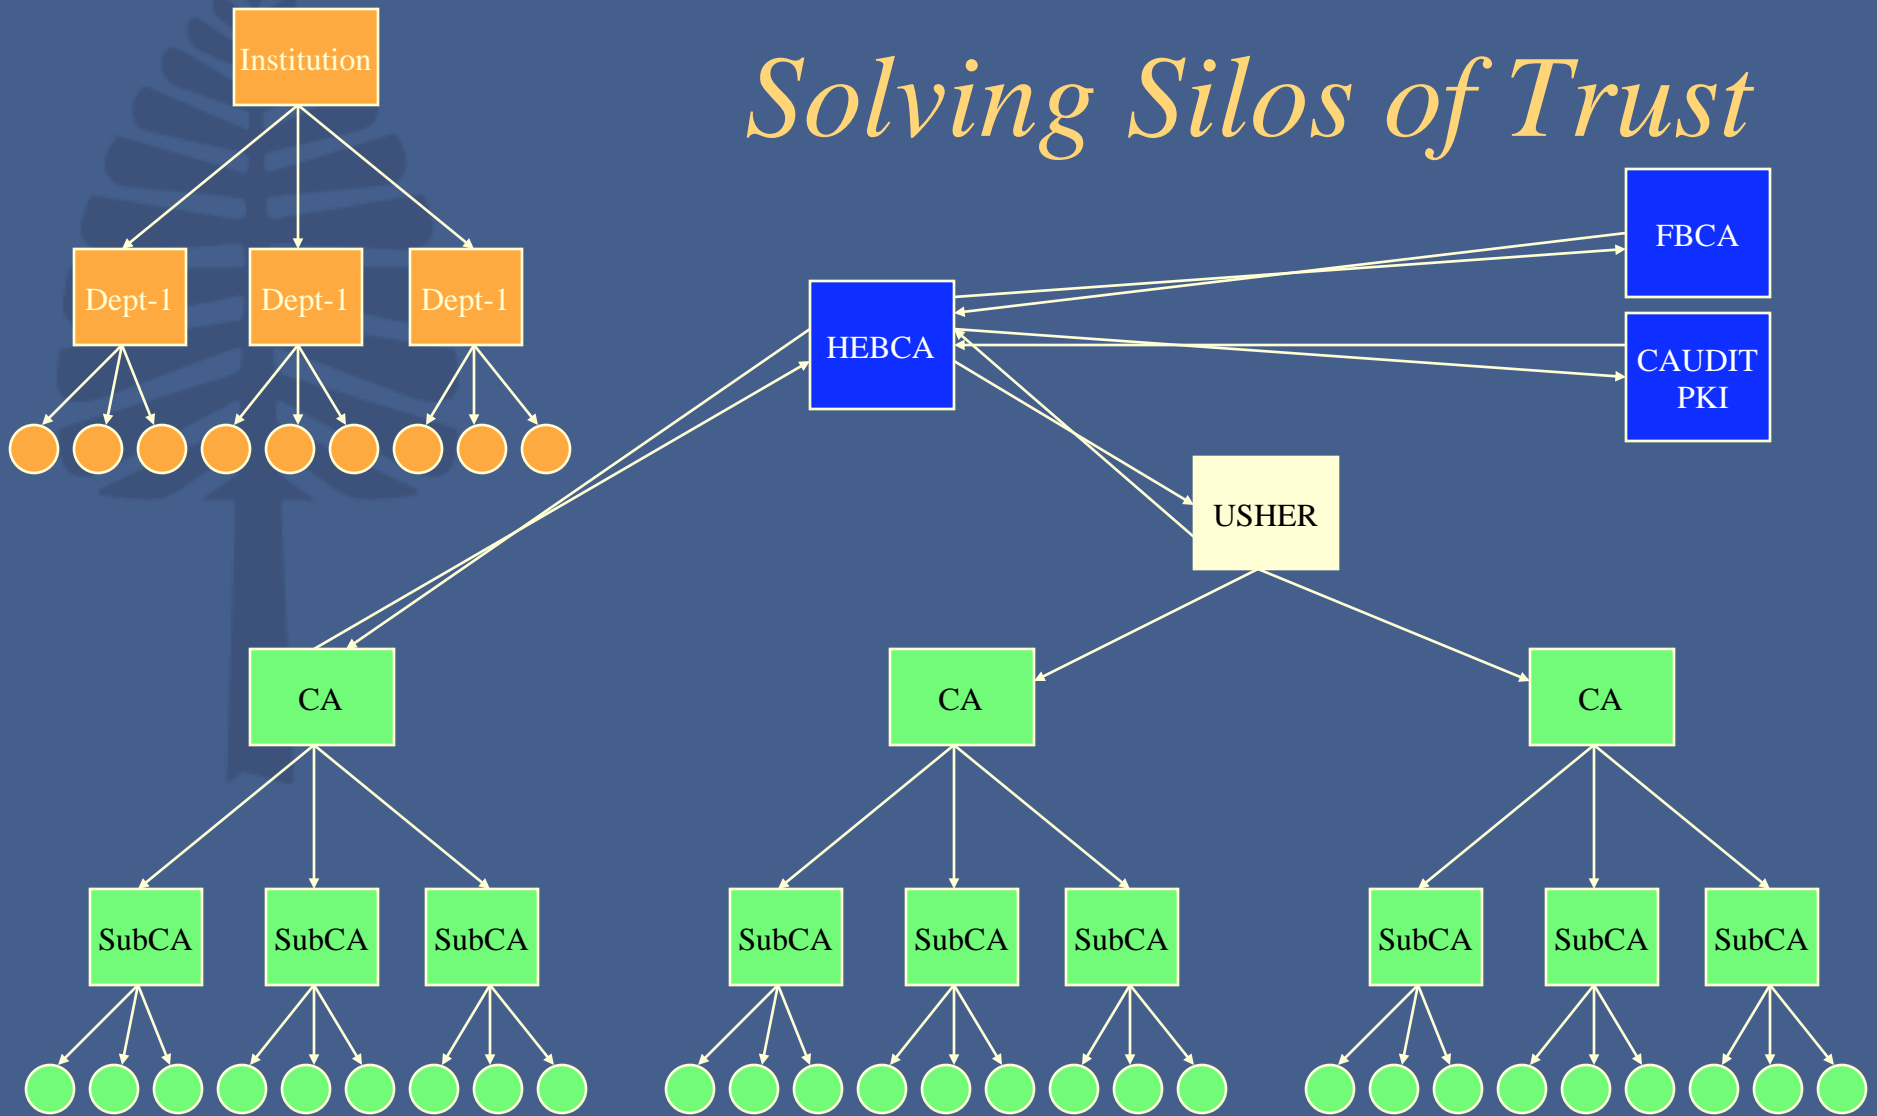 Institution
Solving Silos of Trust
FBCA
Dept-1
Dept-1
Dept-1
HEBCA
CAUDIT
PKI
USHER
CA
CA
CA
SubCA
SubCA
SubCA
SubCA
SubCA
SubCA
SubCA
SubCA
SubCA